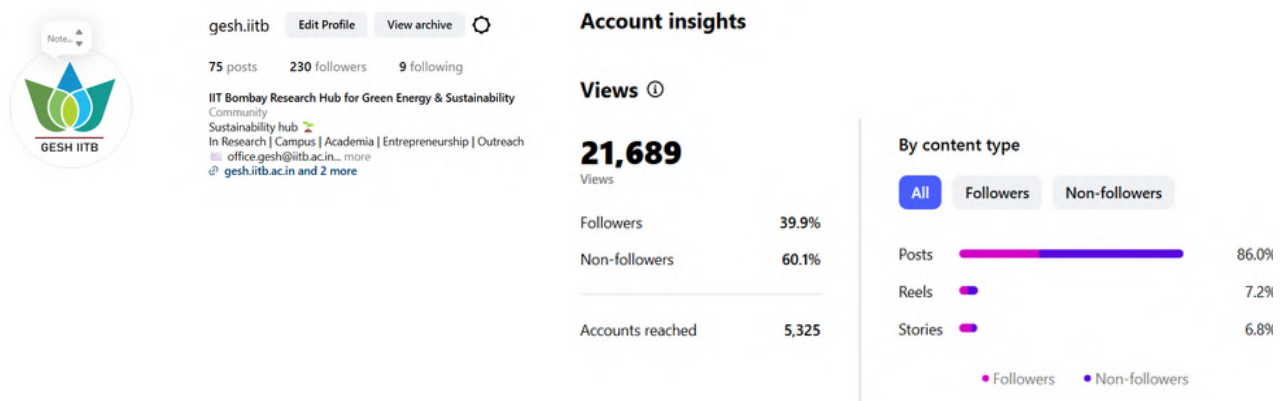 Note...
GESH IITB
gesh.iitb Edit Profile View archive
75 posts 230 followers 9 following
IIT Bombay Research Hub for Green Energy & Sustainability
Community
Sustainability hub
In Research | Campus | Academia | Entrepreneurship | Outreach
office.gesh@iitb.ac.in... more
gesh.iitb.ac.in and 2 more
Account insights
Views
21,689
Views
Followers 39.9%
Non-followers 60.1%
Accounts reached 5,325
By content type
All Followers Non-followers
Posts 86.0%
Reels 7.2%
Stories 6.8%
Followers Non-followers